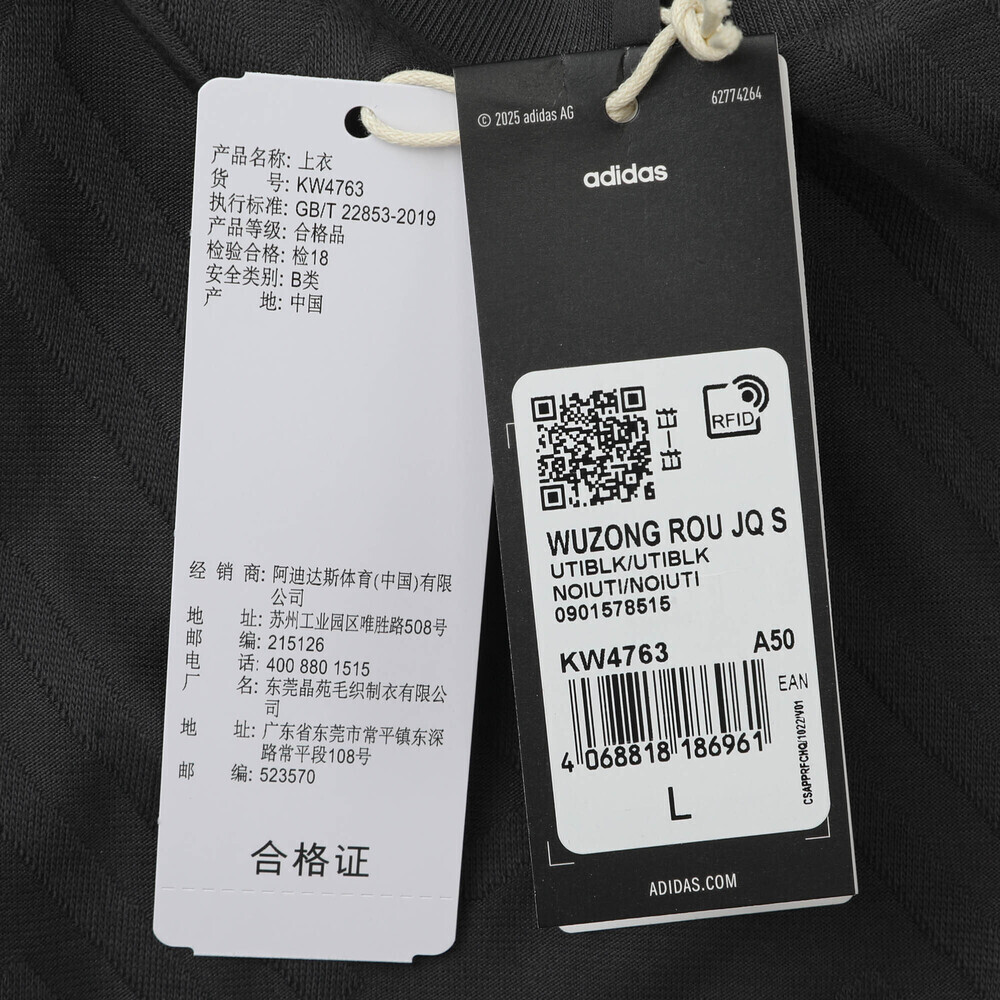 产品名称: 上衣
货 号: KW4763
执行标准: GB/T 22853-2019
产品等级: 合格品
检验合格: 检18
安全类别: B类
产 地: 中国
经 销 商: 阿迪达斯体育(中国)有限
公司
地 址: 苏州工业园区唯胜路508号
邮 编: 215126
电 话: 400 880 1515
厂 名: 东莞晶苑毛织制衣有限公
司
地 址: 广东省东莞市常平镇东深
路常平段108号
邮 编: 523570
合格证
© 2025 adidas AG
62774264
adidas
RFID
扫一扫
WUZONG ROU JQ S
UTIBLK/UTIBLK
NOIUTI/NOIUTI
0901578515
KW4763
A50
EAN
4 068818 186961
CSAPPRFCHQ/1022/V01
L
ADIDAS.COM